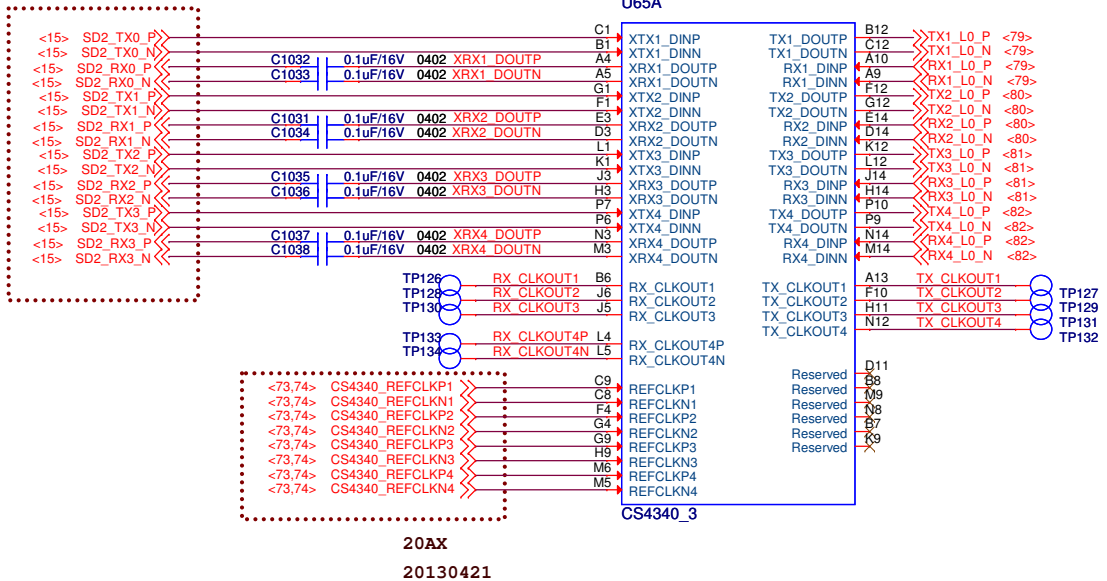 U65A
<15> SD2_TX0_P C1 XTX1_DINP TX1_DOUTP B12 TX1_L0_P <79>
<15> SD2_TX0_N B1 XTX1_DINN TX1_DOUTN C12 TX1_L0_N <79>
<15> SD2_RX0_P C1032 0.1uF/16V 0402 XRX1_DOUTP A4 XRX1_DOUTP RX1_DINP A10 RX1_L0_P <79>
<15> SD2_RX0_N C1033 0.1uF/16V 0402 XRX1_DOUTN A5 XRX1_DOUTN RX1_DINN A9 RX1_L0_N <79>
<15> SD2_TX1_P G1 XTX2_DINP TX2_DOUTP F12 TX2_L0_P <80>
<15> SD2_TX1_N F1 XTX2_DINN TX2_DOUTN G12 TX2_L0_N <80>
<15> SD2_RX1_P C1031 0.1uF/16V 0402 XRX2_DOUTP E3 XRX2_DOUTP RX2_DINP E14 RX2_L0_P <80>
<15> SD2_RX1_N C1034 0.1uF/16V 0402 XRX2_DOUTN D3 XRX2_DOUTN RX2_DINN D14 RX2_L0_N <80>
<15> SD2_TX2_P L1 XTX3_DINP TX3_DOUTP K12 TX3_L0_P <81>
<15> SD2_TX2_N K1 XTX3_DINN TX3_DOUTN L12 TX3_L0_N <81>
<15> SD2_RX2_P C1035 0.1uF/16V 0402 XRX3_DOUTP J3 XRX3_DOUTP RX3_DINP J14 RX3_L0_P <81>
<15> SD2_RX2_N C1036 0.1uF/16V 0402 XRX3_DOUTN H3 XRX3_DOUTN RX3_DINN H14 RX3_L0_N <81>
<15> SD2_TX3_P P7 XTX4_DINP TX4_DOUTP P10 TX4_L0_P <82>
<15> SD2_TX3_N P6 XTX4_DINN TX4_DOUTN P9 TX4_L0_N <82>
<15> SD2_RX3_P C1037 0.1uF/16V 0402 XRX4_DOUTP N3 XRX4_DOUTP RX4_DINP N14 RX4_L0_P <82>
<15> SD2_RX3_N C1038 0.1uF/16V 0402 XRX4_DOUTN M3 XRX4_DOUTN RX4_DINN M14 RX4_L0_N <82>
TP126 RX_CLKOUT1 B6 RX_CLKOUT1 TX_CLKOUT1 A13 TX_CLKOUT1 TP127
TP128 RX_CLKOUT2 J6 RX_CLKOUT2 TX_CLKOUT2 F10 TX_CLKOUT2 TP129
TP130 RX_CLKOUT3 J5 RX_CLKOUT3 TX_CLKOUT3 H11 TX_CLKOUT3 TP131
TX_CLKOUT4 N12 TX_CLKOUT4 TP132
TP133 RX_CLKOUT4P L4 RX_CLKOUT4P
TP134 RX_CLKOUT4N L5 RX_CLKOUT4N
Reserved D11
<73,74> CS4340_REFCLKP1 C9 REFCLKP1 Reserved B8
<73,74> CS4340_REFCLKN1 C8 REFCLKN1 Reserved M9
<73,74> CS4340_REFCLKP2 F4 REFCLKP2 Reserved N8
<73,74> CS4340_REFCLKN2 G4 REFCLKN2 Reserved B7
<73,74> CS4340_REFCLKP3 G9 REFCLKP3 Reserved K9
<73,74> CS4340_REFCLKN3 H9 REFCLKN3
<73,74> CS4340_REFCLKP4 M6 REFCLKP4
<73,74> CS4340_REFCLKN4 M5 REFCLKN4
CS4340_3
20AX
20130421